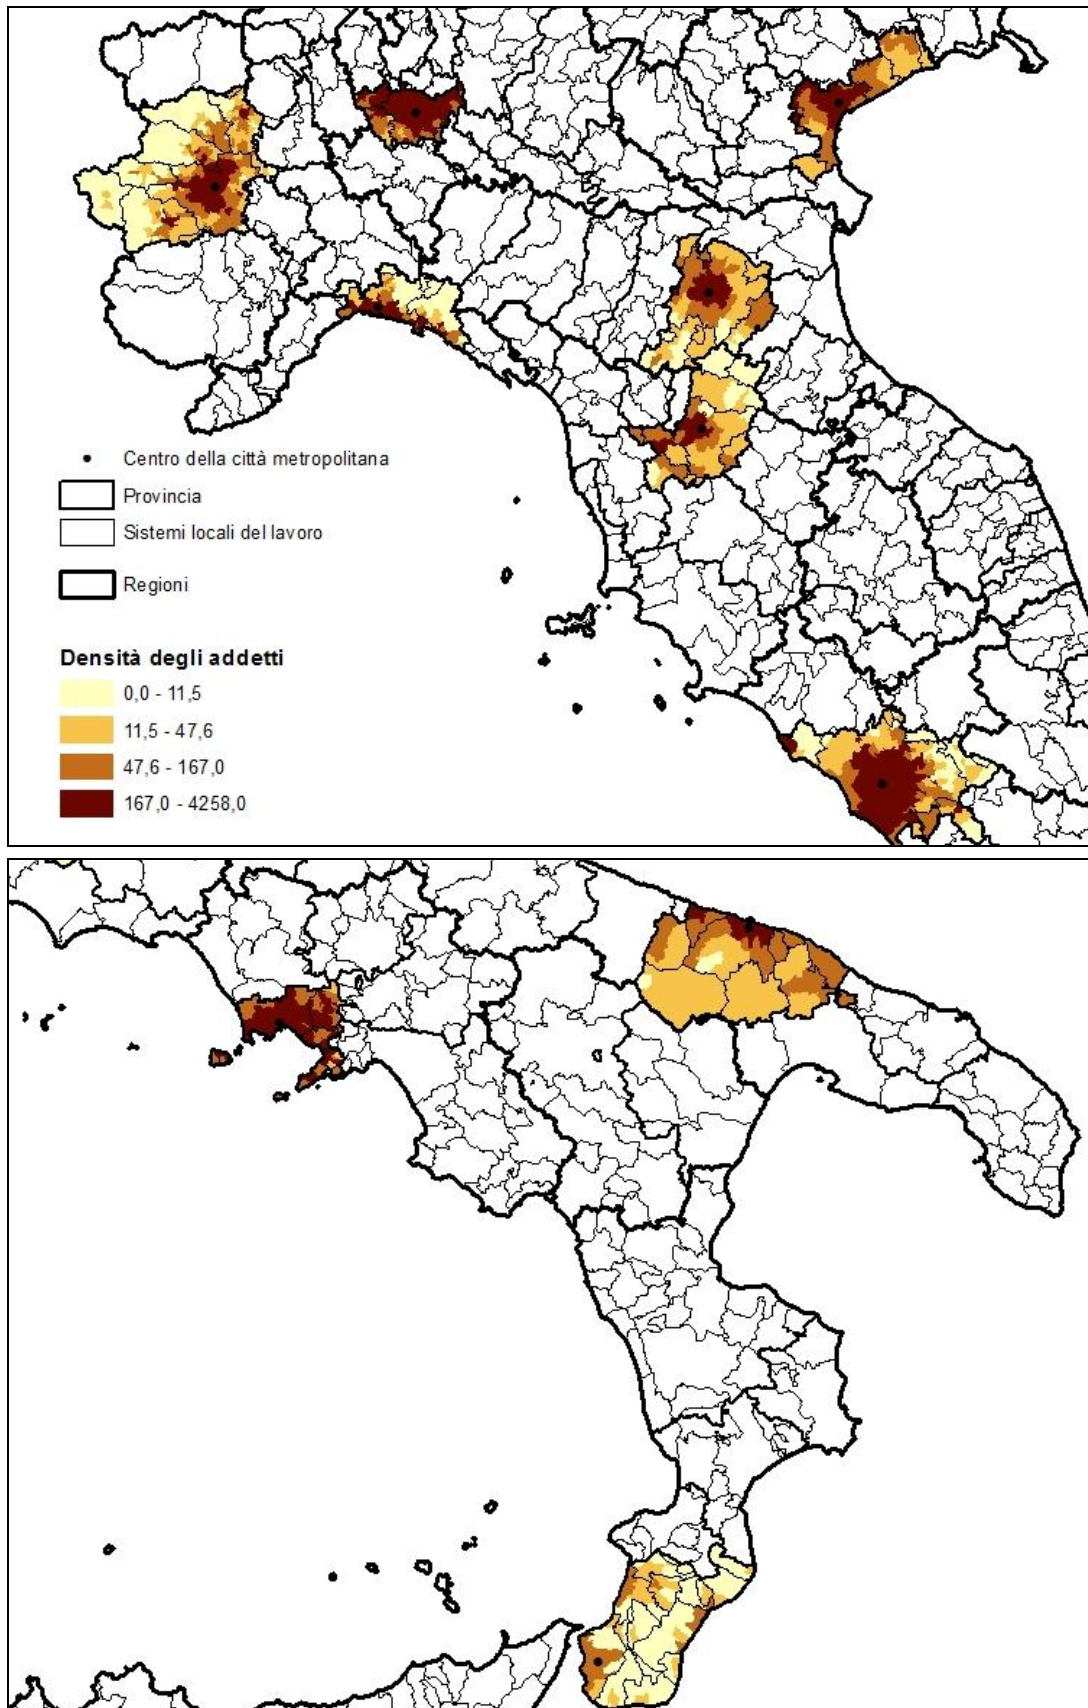 Centro della città metropolitana
Provincia
Sistemi locali del lavoro
Regioni
Densità degli addetti
0,0 - 11,5
11,5 - 47,6
47,6 - 167,0
167,0 - 4258,0